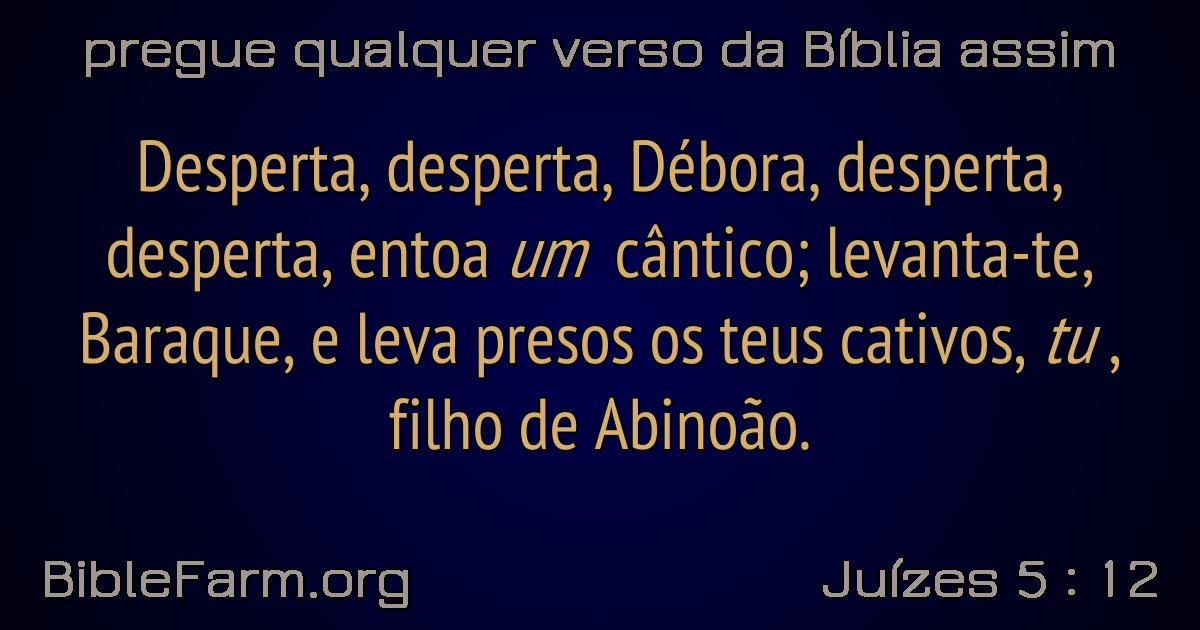 pregue qualquer verso da Bíblia assim
Desperta, desperta, Débora, desperta,
desperta, entoa um cântico; levanta-te,
Baraque, e leva presos os teus cativos, tu ,
filho de Abinoão.
BibleFarm.org
Juízes 5 : 12